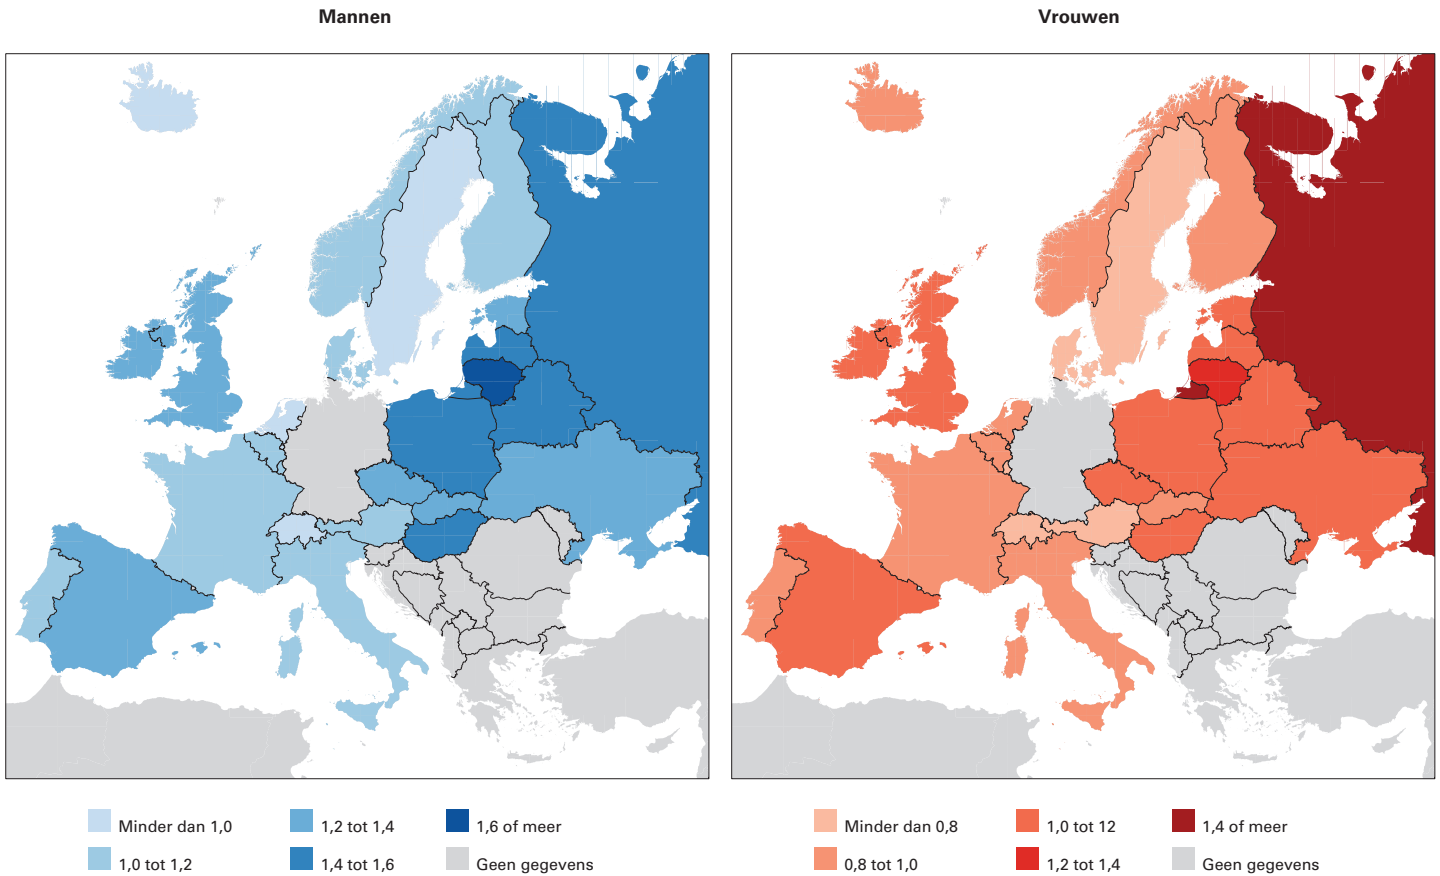 Mannen
Vrouwen
Minder dan 1,0
1,2 tot 1,4
1,6 of meer
1,0 tot 1,2
1,4 tot 1,6
Geen gegevens
Minder dan 0,8
1,0 tot 12
1,4 of meer
0,8 tot 1,0
1,2 tot 1,4
Geen gegevens